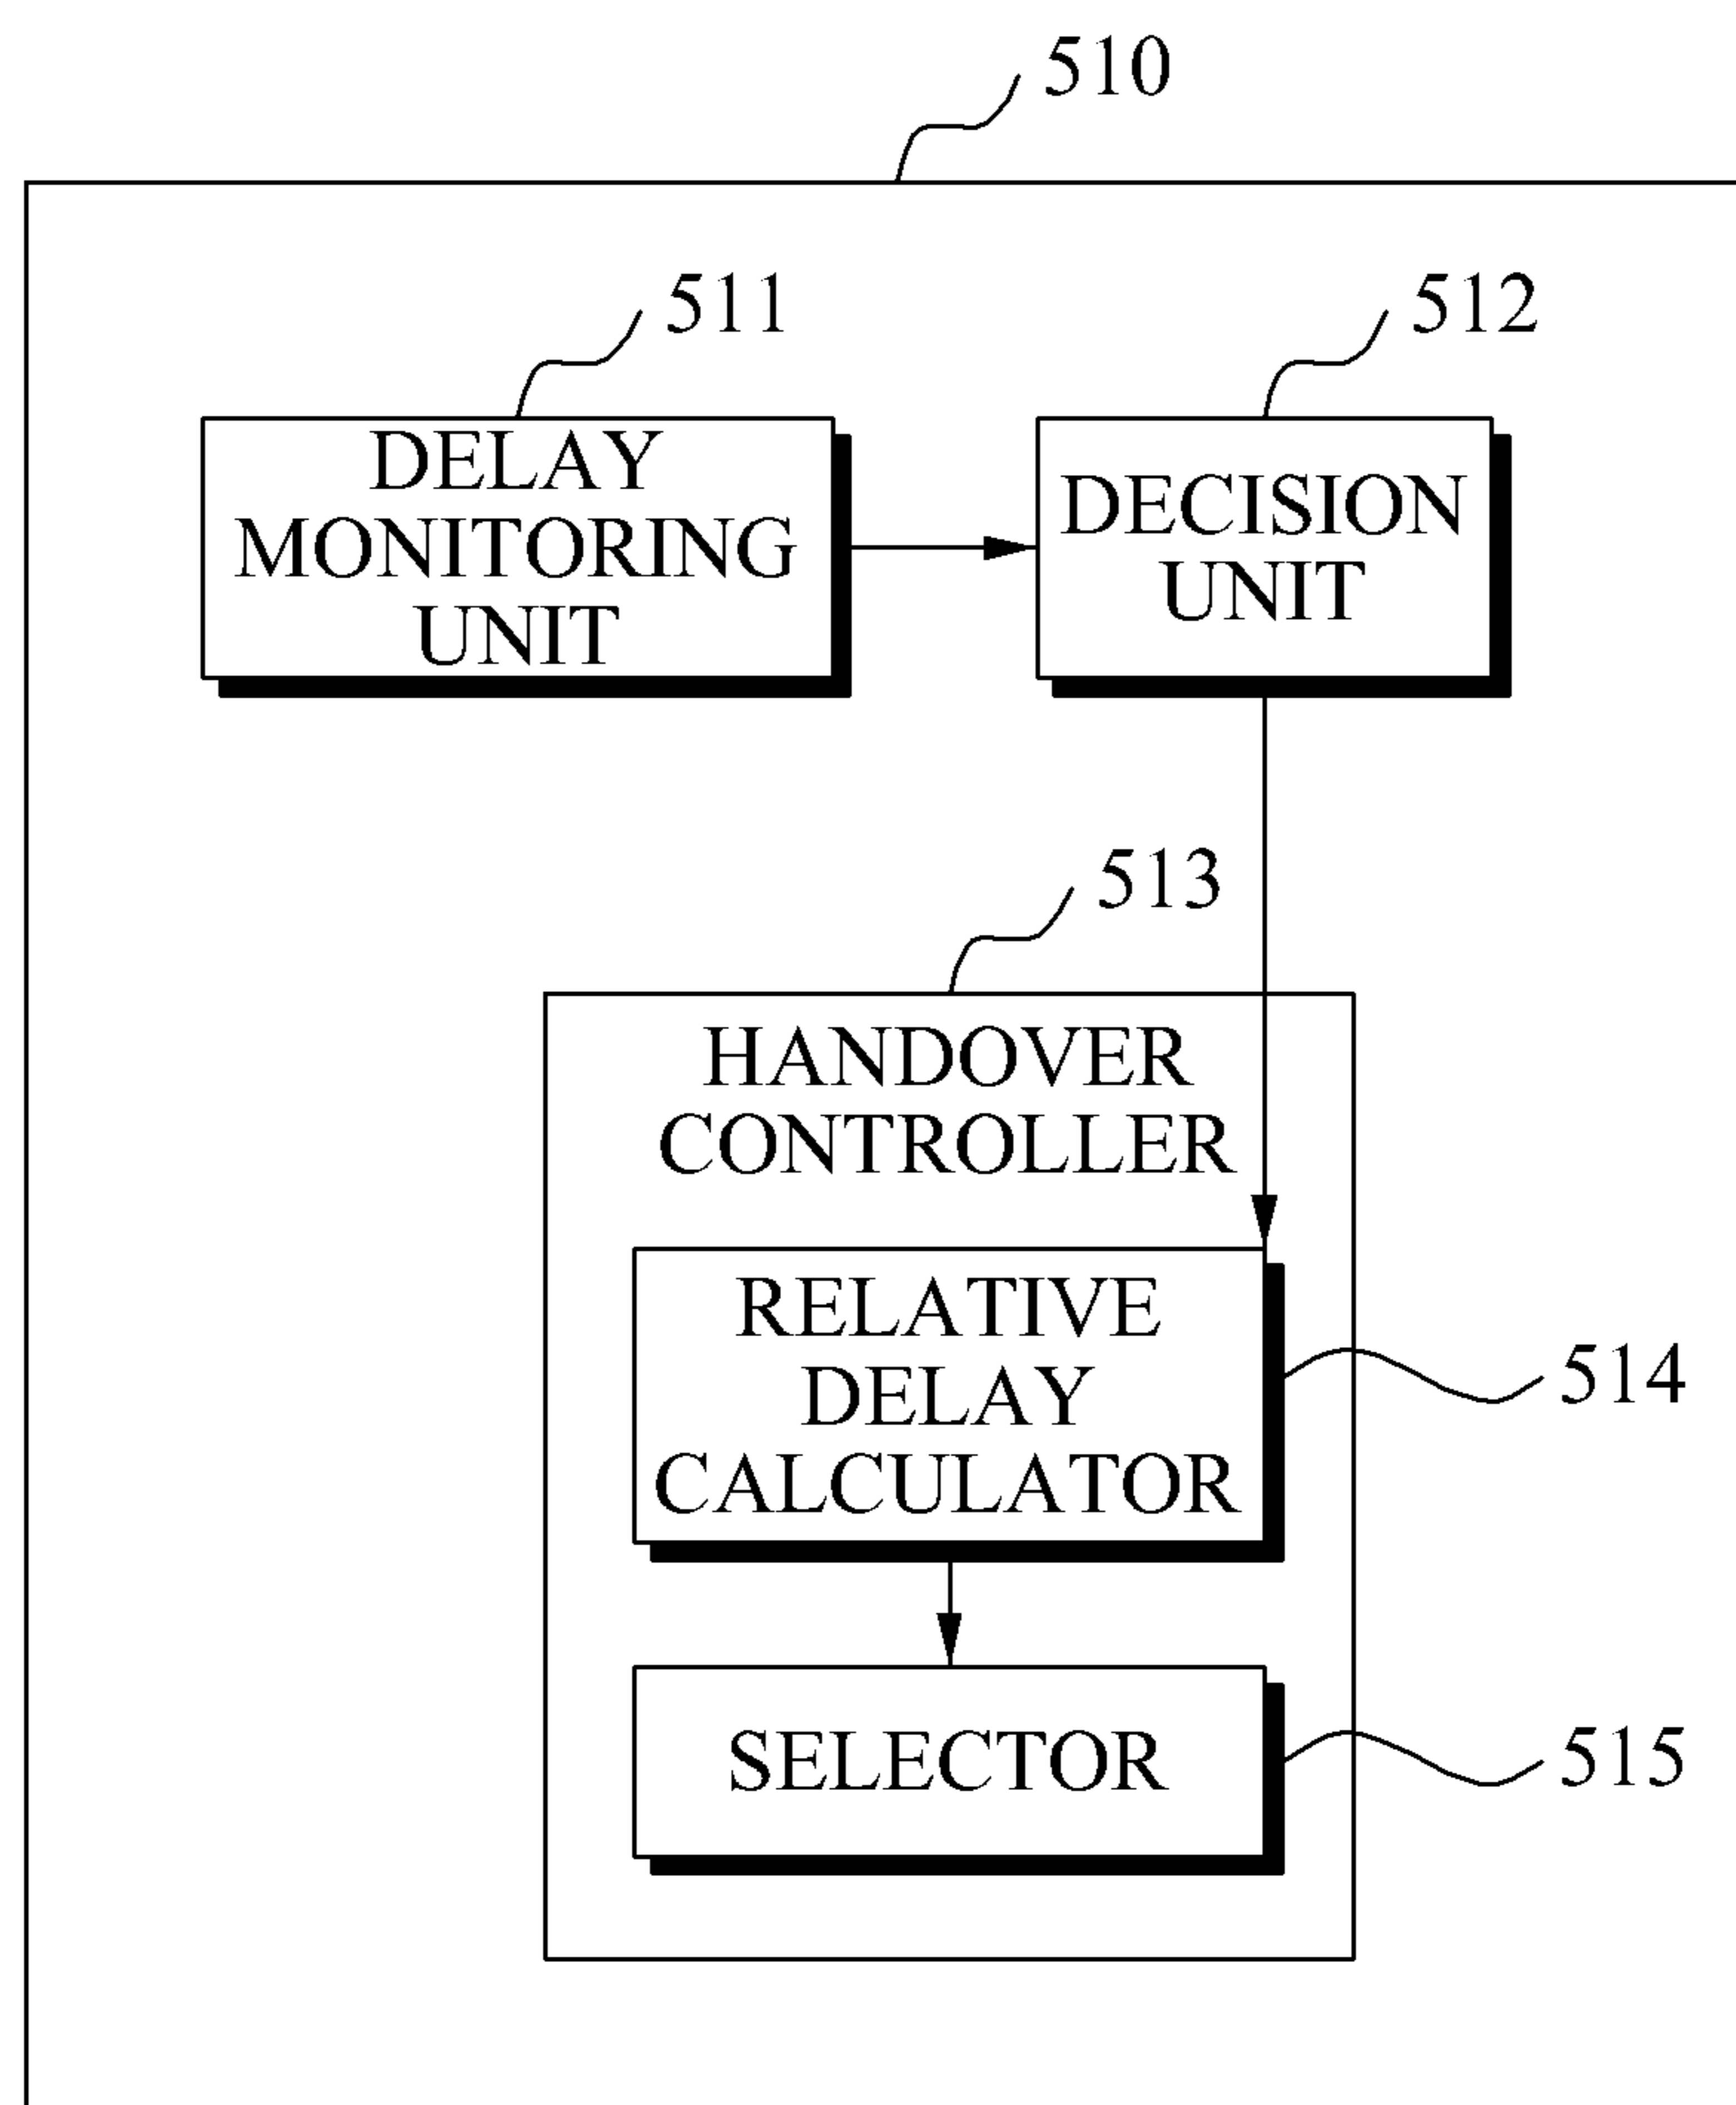 510
511
512
DELAY
MONITORING
UNIT
DECISION
UNIT
513
HANDOVER
CONTROLLER
RELATIVE
DELAY
CALCULATOR
514
SELECTOR
515